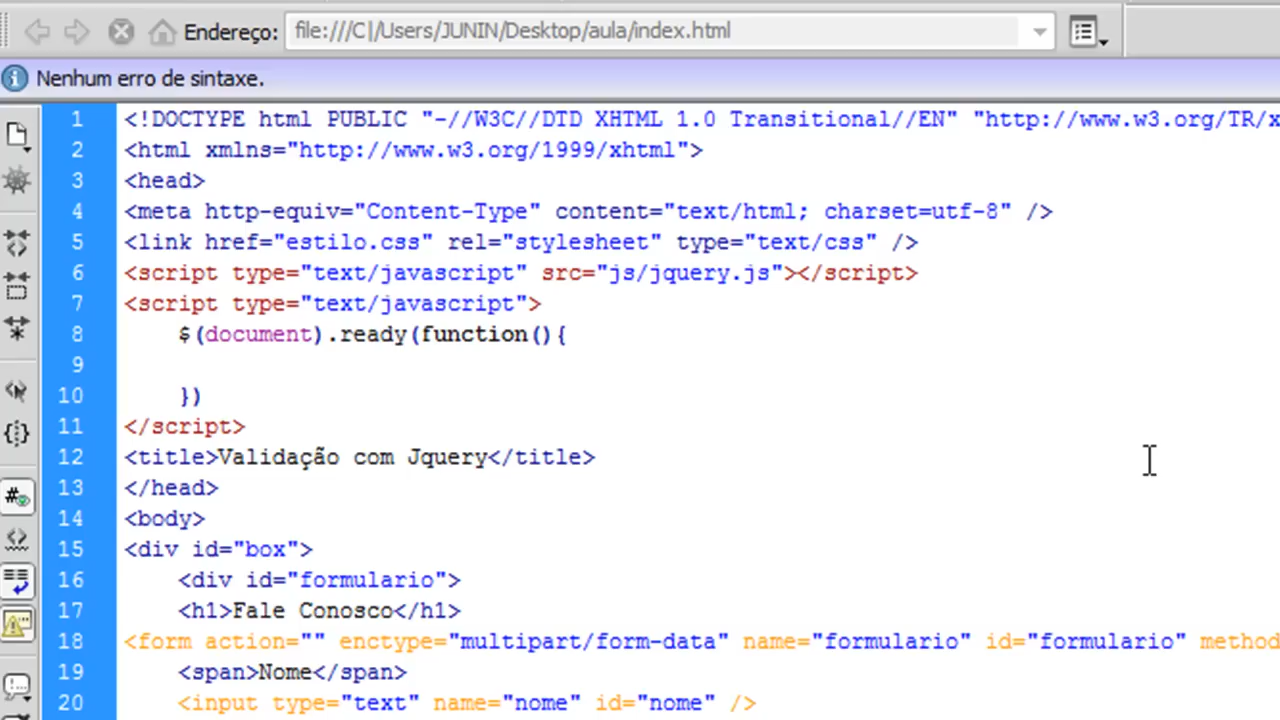 Endereço: file:///C|/Users/JUNIN/Desktop/aula/index.html
Nenhum erro de sintaxe.
1 <!DOCTYPE html PUBLIC "-//W3C//DTD XHTML 1.0 Transitional//EN" "http://www.w3.org/TR/x
2 <html xmlns="http://www.w3.org/1999/xhtml">
3 <head>
4 <meta http-equiv="Content-Type" content="text/html; charset=utf-8" />
5 <link href="estilo.css" rel="stylesheet" type="text/css" />
6 <script type="text/javascript" src="js/jquery.js"></script>
7 <script type="text/javascript">
8 $(document).ready(function(){
9
10 })
11 </script>
12 <title>Validação com Jquery</title>
13 </head>
14 <body>
15 <div id="box">
16 <div id="formulario">
17 <h1>Fale Conosco</h1>
18 <form action="" enctype="multipart/form-data" name="formulario" id="formulario" method
19 <span>Nome</span>
20 <input type="text" name="nome" id="nome" />